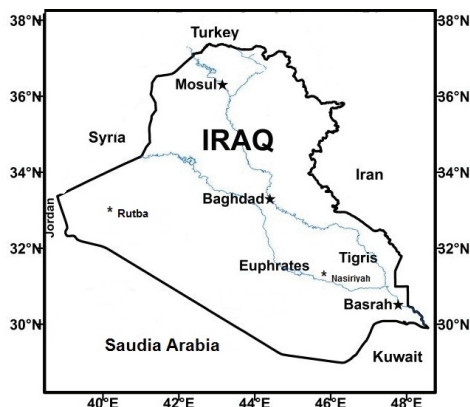 38°N
38°N
Turkey
Mosul
36°N
36°N
Syria
IRAQ
Iran
34°N
34°N
Baghdad
Jordan
Rutba
32°N
32°N
Euphrates
Tigris
Nasiriyah
Basrah
30°N
30°N
Saudia Arabia
Kuwait
40°E
42°E
44°E
46°E
48°E